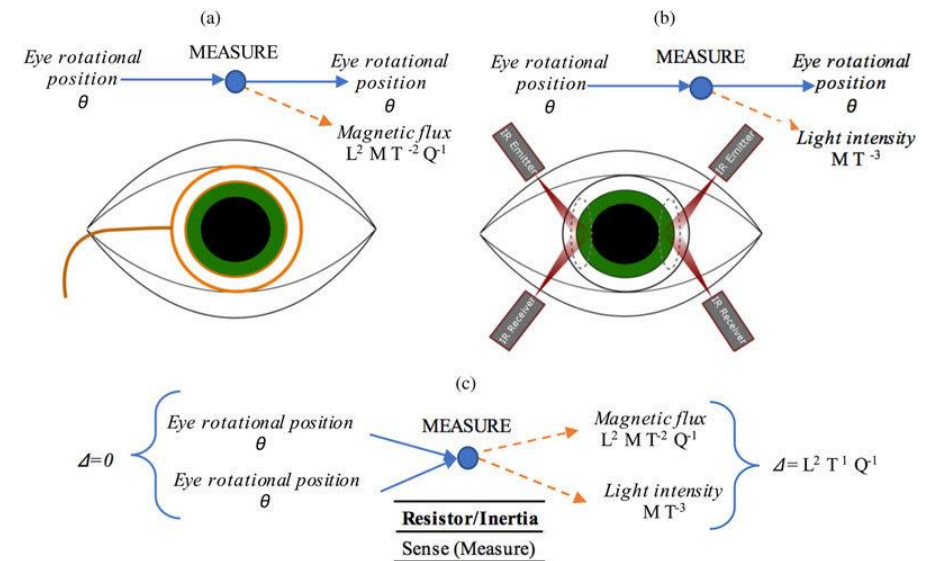 (a)
MEASURE
Eye rotational
position
θ
Eye rotational
position
θ
Magnetic flux
L² M T⁻² Q⁻¹
(b)
MEASURE
Eye rotational
position
θ
Eye rotational
position
θ
Light intensity
M T⁻³
IR Emitter
IR Emitter
IR Receiver
IR Receiver
(c)
Δ=0
Eye rotational position
θ
Eye rotational position
θ
MEASURE
Magnetic flux
L² M T⁻² Q⁻¹
Light intensity
M T⁻³
Δ= L² T¹ Q⁻¹
Resistor/Inertia
Sense (Measure)